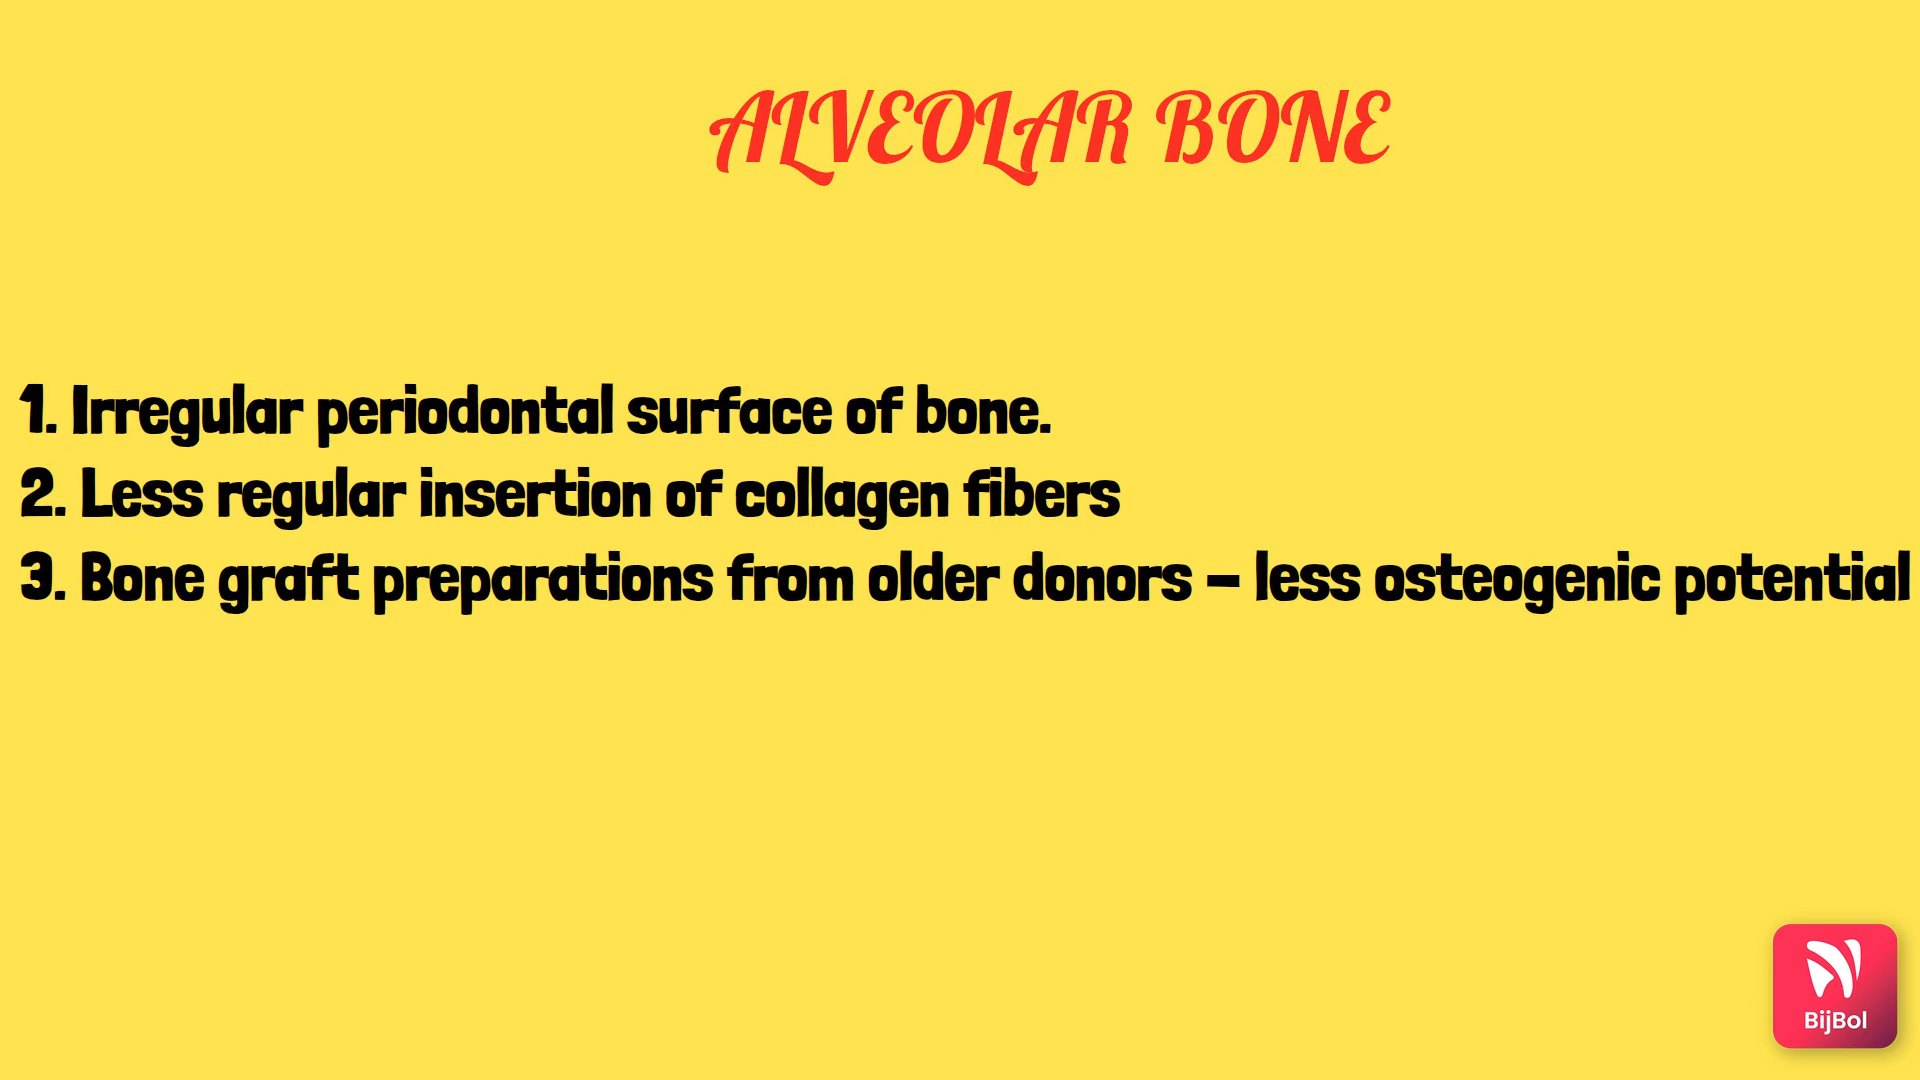 ALVEOLAR BONE
1. Irregular periodontal surface of bone.
2. Less regular insertion of collagen fibers
3. Bone graft preparations from older donors – less osteogenic potential
BijBol